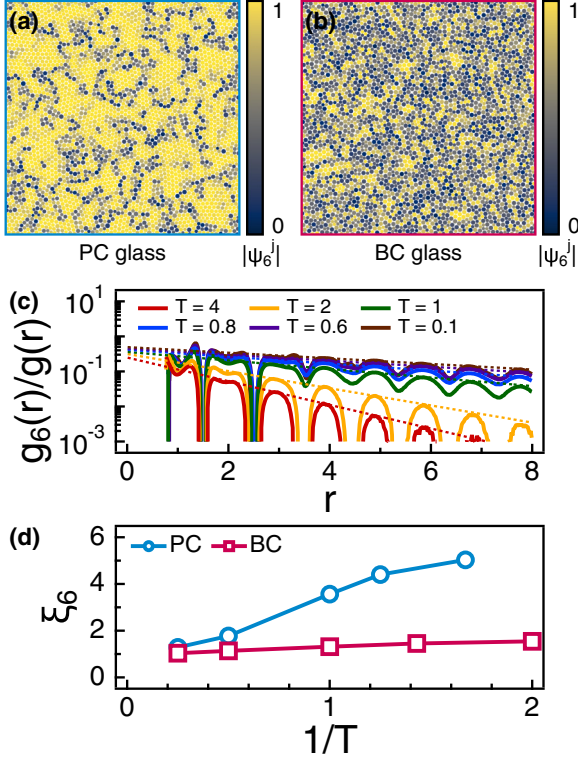 (a)
1
0
|ψ₆ʲ|
PC glass
(b)
1
0
|ψ₆ʲ|
BC glass
(c)
T = 4 T = 2 T = 1
T = 0.8 T = 0.6 T = 0.1
g₆(r)/g(r)
10¹
10⁻¹
10⁻³
0 2 4 6 8
r
(d)
PC BC
ξ₆
6
4
2
0
0 1 2
1/T